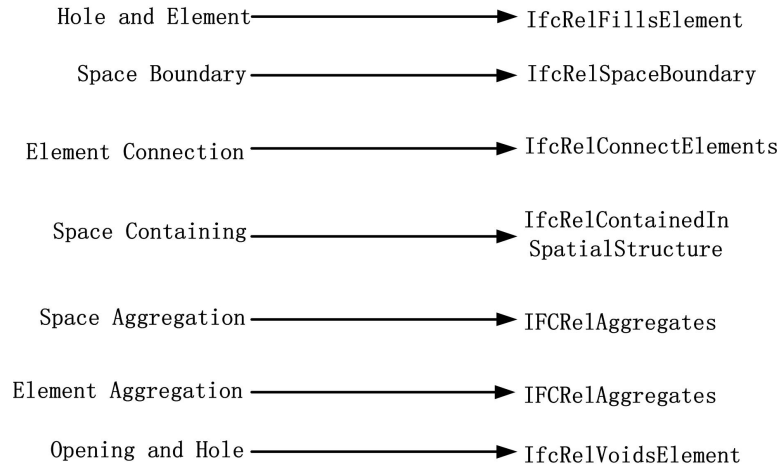 Hole and Element IfcRelFillsElement
Space Boundary IfcRelSpaceBoundary
Element Connection IfcRelConnectElements
Space Containing IfcRelContainedIn
SpatialStructure
Space Aggregation IFCRelAggregates
Element Aggregation IFCRelAggregates
Opening and Hole IfcRelVoidsElement